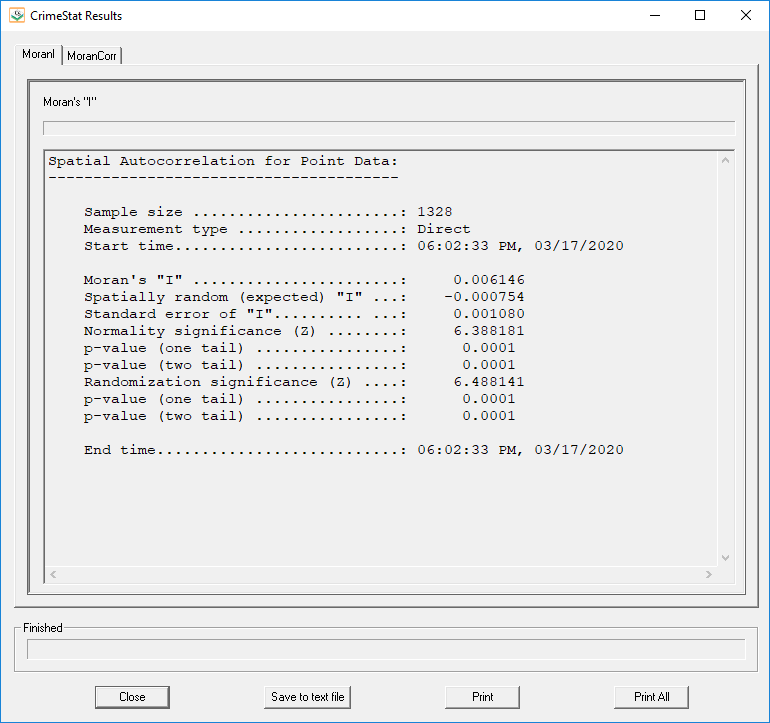 CrimeStat Results
MoranI
MoranCorr
Moran's "I"
Spatial Autocorrelation for Point Data:
---------------------------------------
Sample size .......................: 1328
Measurement type ..................: Direct
Start time.........................: 06:02:33 PM, 03/17/2020
Moran's "I" .......................: 0.006146
Spatially random (expected) "I" ...: -0.000754
Standard error of "I".......... ...: 0.001080
Normality significance (Z) ........: 6.388181
p-value (one tail) ................: 0.0001
p-value (two tail) ................: 0.0001
Randomization significance (Z) ....: 6.488141
p-value (one tail) ................: 0.0001
p-value (two tail) ................: 0.0001
End time...........................: 06:02:33 PM, 03/17/2020
Finished
Close
Save to text file
Print
Print All